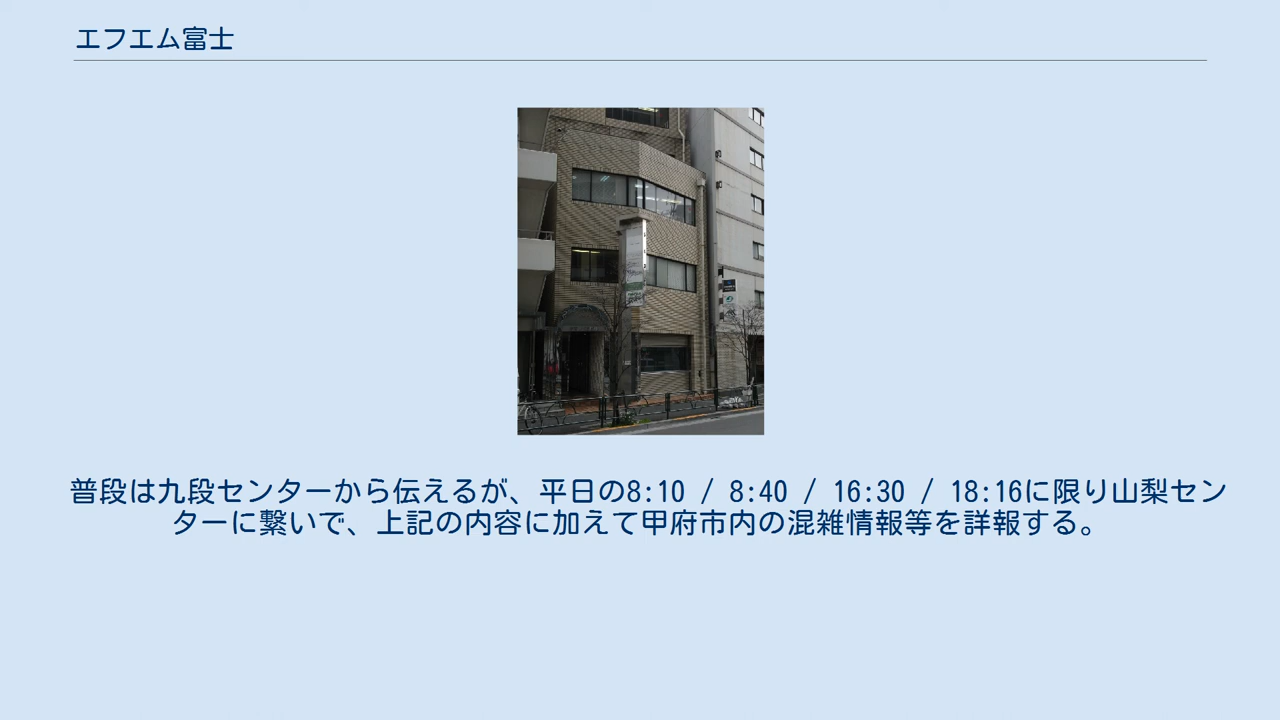 エフエム富士
普段は九段センターから伝えるが、平日の8:10 / 8:40 / 16:30 / 18:16に限り山梨セン
ターに繋いで、上記の内容に加えて甲府市内の混雑情報等を詳報する。